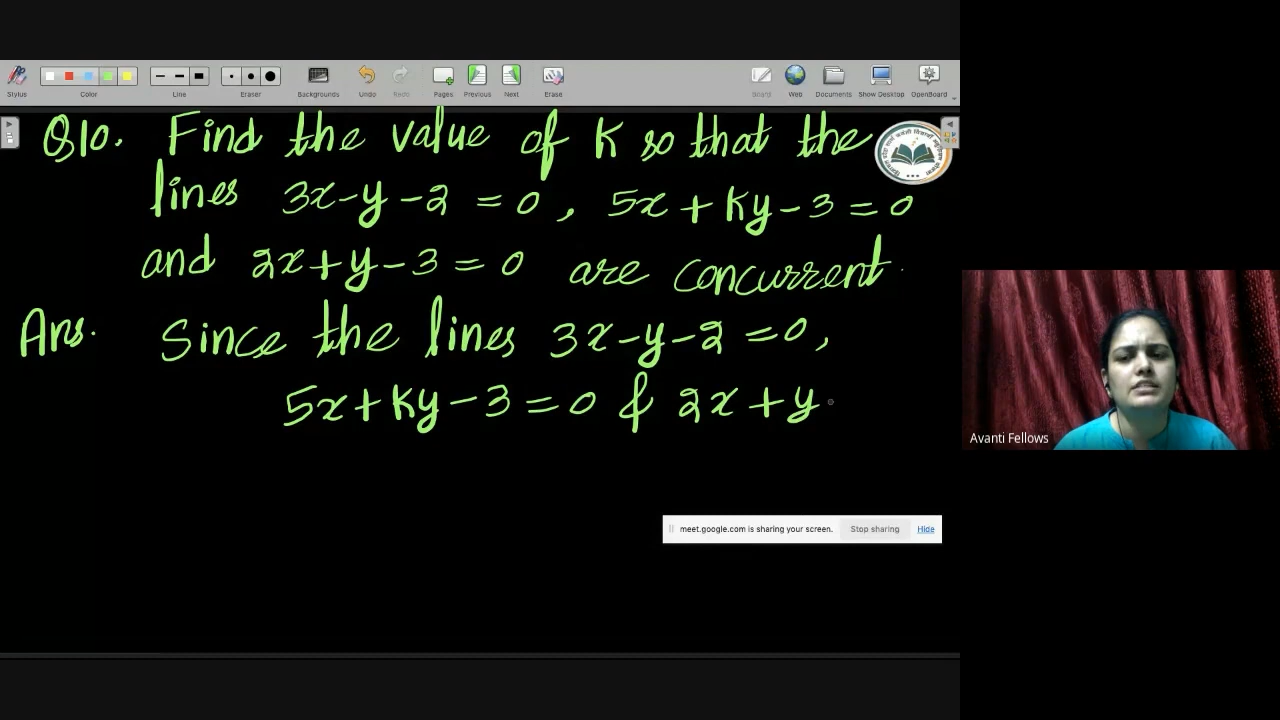 Stylus Color Line Eraser Backgrounds Undo Redo Pages Previous Next Erase Board Web Documents Show Desktop OpenBoard
Q10. Find the value of K so that the
lines 3x-y-2=0, 5x+Ky-3=0
and 2x+y-3=0 are concurrent.
Ans. Since the lines 3x-y-2=0,
5x+Ky-3=0 & 2x+y
Avanti Fellows
meet.google.com is sharing your screen. Stop sharing Hide